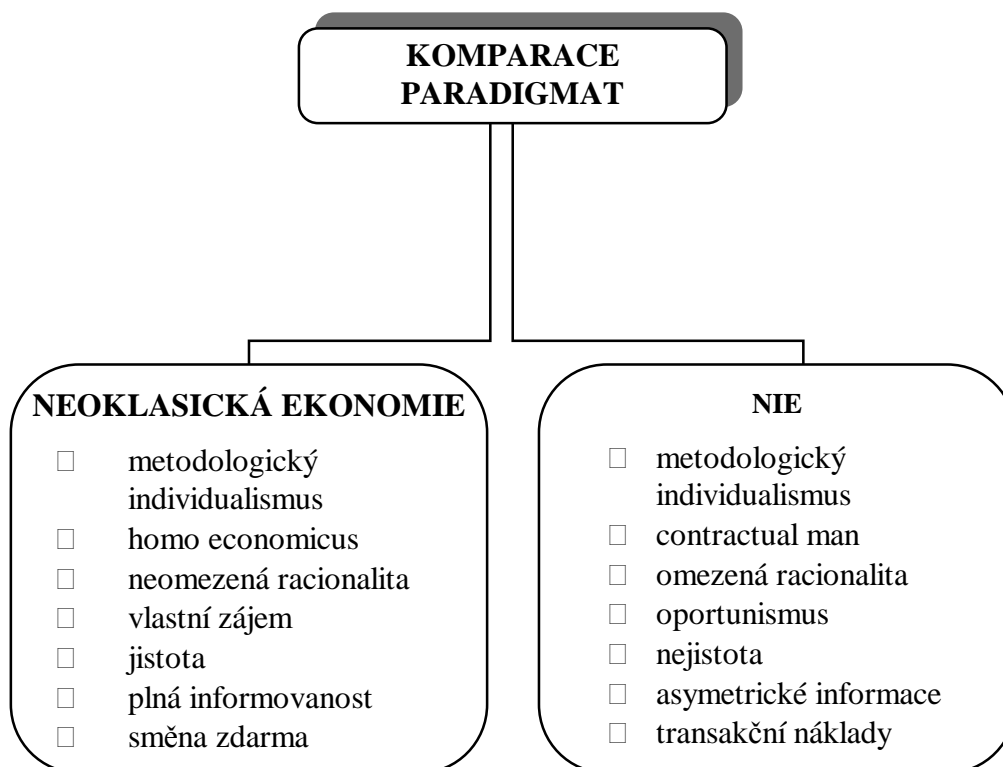 KOMPARACE
PARADIGMAT
NEOKLASICKÁ EKONOMIE
metodologický
individualismus
homo economicus
neomezená racionalita
vlastní zájem
jistota
plná informovanost
směna zdarma
NIE
metodologický
individualismus
contractual man
omezená racionalita
oportunismus
nejistota
asymetrické informace
transakční náklady